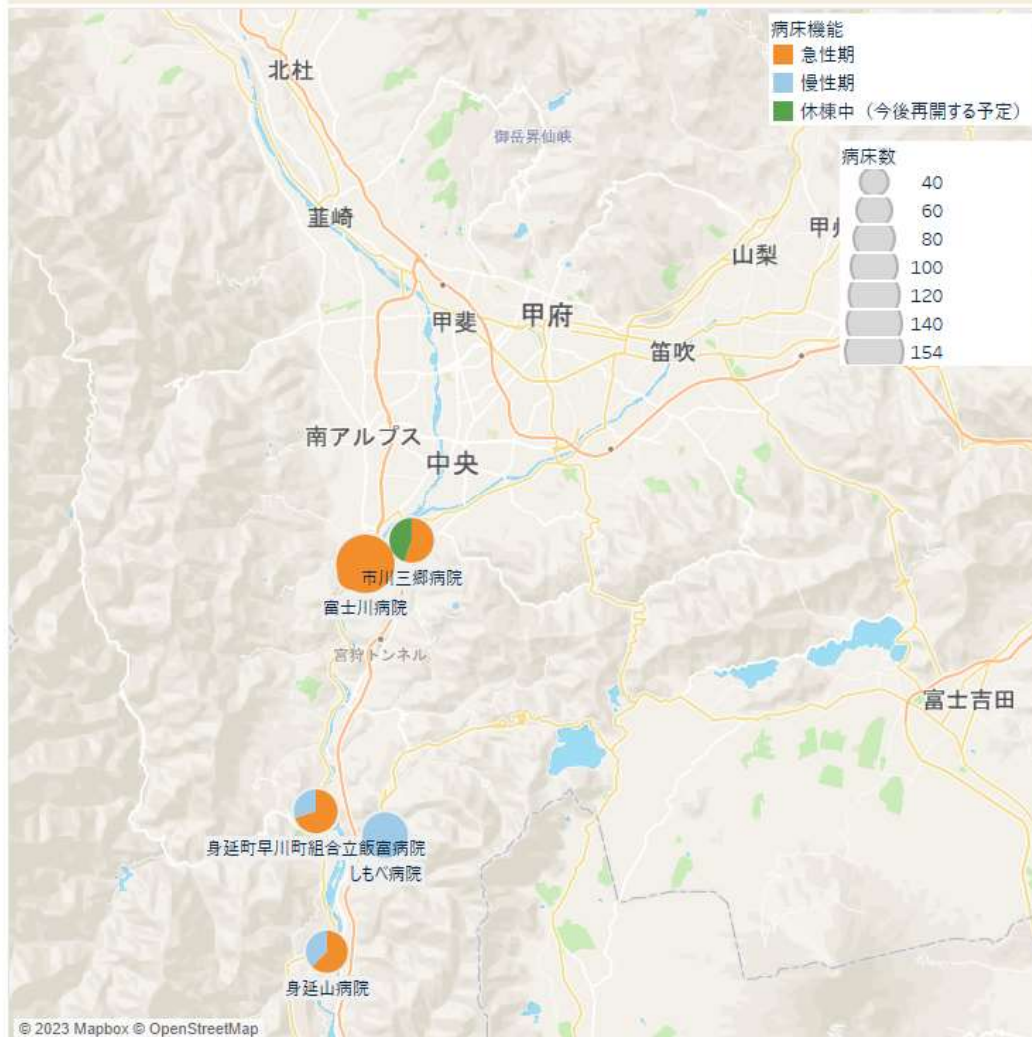 病床機能
急性期
慢性期
休棟中（今後再開する予定）
病床数
40
60
80
100
120
140
154
北杜
御岳昇仙峡
韮崎
山梨
甲斐
甲府
笛吹
南アルプス
中央
市川三郷病院
富士川病院
宮狩トンネル
富士吉田
身延町早川町組合立飯富病院
しもべ病院
身延山病院
© 2023 Mapbox © OpenStreetMap